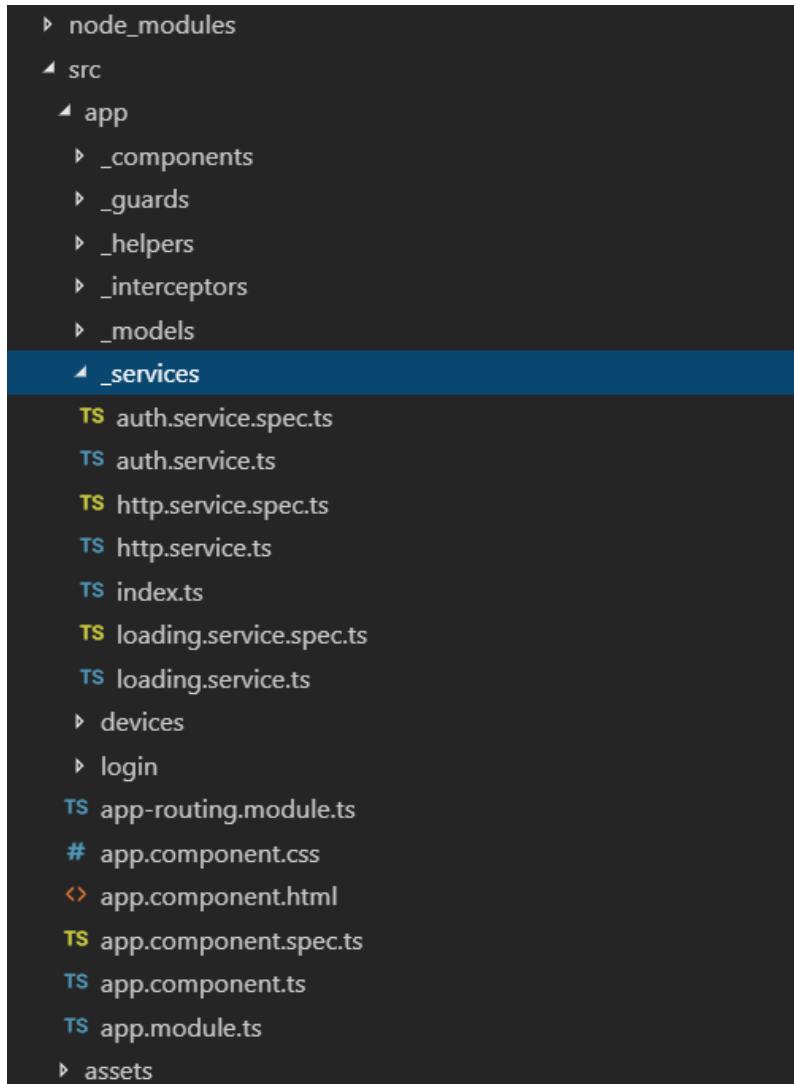 node_modules
src
app
_components
_guards
_helpers
_interceptors
_models
_services
TS auth.service.spec.ts
TS auth.service.ts
TS http.service.spec.ts
TS http.service.ts
TS index.ts
TS loading.service.spec.ts
TS loading.service.ts
devices
login
TS app-routing.module.ts
# app.component.css
<> app.component.html
TS app.component.spec.ts
TS app.component.ts
TS app.module.ts
assets